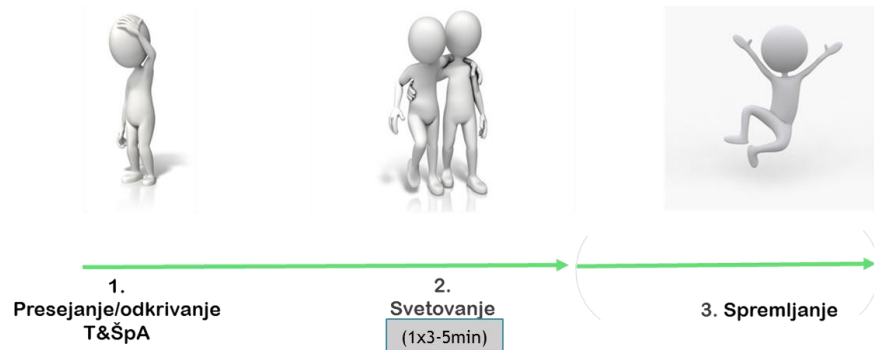 1.
Presejanje/odkrivanje
T&ŠpA
2.
Svetovanje
(1x3-5min)
3. Spremljanje